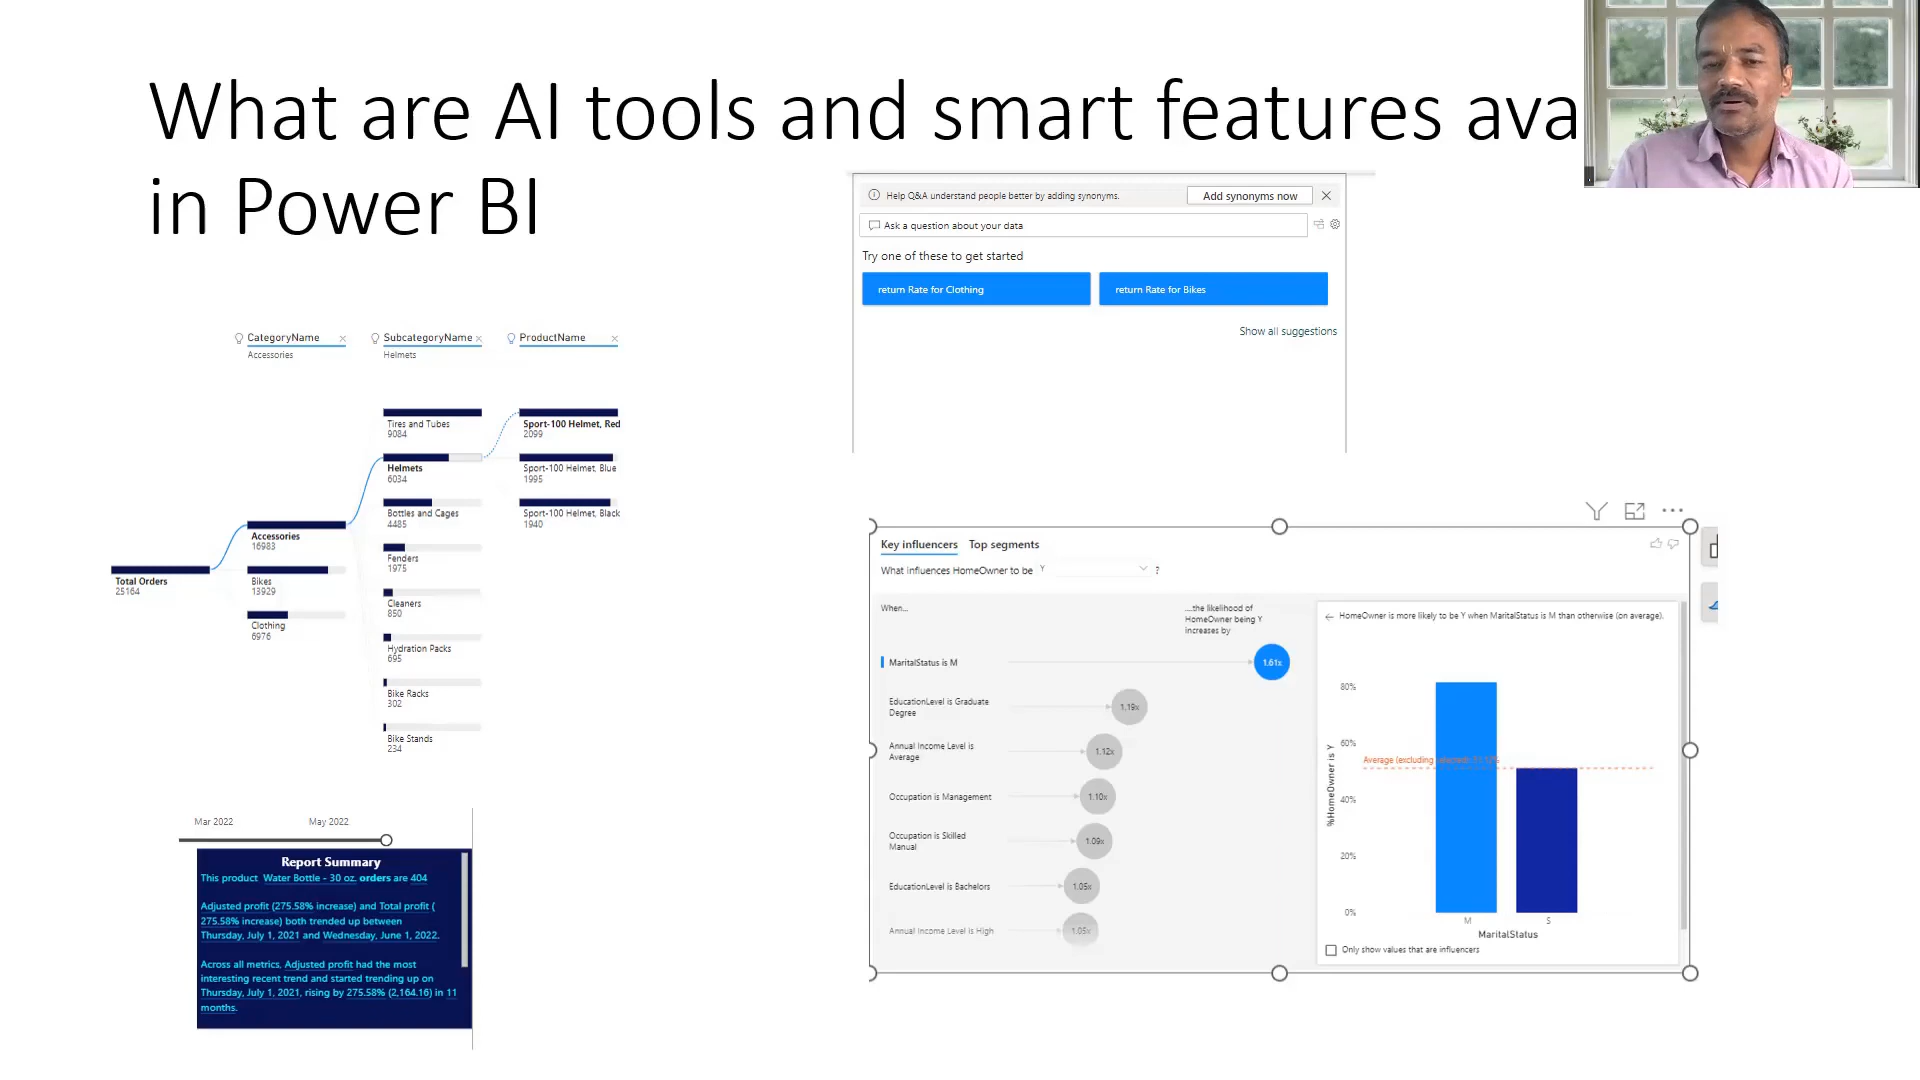 What are AI tools and smart features ava
in Power BI
Help Q&A understand people better by adding synonyms.
Add synonyms now
Ask a question about your data
Try one of these to get started
return Rate for Clothing
return Rate for Bikes
Show all suggestions
CategoryName
Accessories
SubcategoryName
Helmets
ProductName
Total Orders
25164
Accessories
16983
Bikes
13929
Clothing
6976
Tires and Tubes
9084
Helmets
6034
Bottles and Cages
4485
Fenders
1975
Cleaners
850
Hydration Packs
695
Bike Racks
302
Bike Stands
234
Sport-100 Helmet, Red
2099
Sport-100 Helmet, Blue
1995
Sport-100 Helmet, Black
1940
Mar 2022
May 2022
Report Summary
This product Water Bottle - 30 oz. orders are 404
Adjusted profit (275.58% increase) and Total profit (
275.58% increase) both trended up between
Thursday, July 1, 2021 and Wednesday, June 1, 2022.
Across all metrics, Adjusted profit had the most
interesting recent trend and started trending up on
Thursday, July 1, 2021, rising by 275.58% (2,164.16) in 11
months.
Key influencers
Top segments
What influences HomeOwner to be Y ?
When...
....the likelihood of
HomeOwner being Y
increases by
MaritalStatus is M
1.61x
EducationLevel is Graduate
Degree
1.19x
Annual Income Level is
Average
1.12x
Occupation is Management
1.10x
Occupation is Skilled
Manual
1.09x
EducationLevel is Bachelors
1.05x
Annual Income Level is High
1.05x
HomeOwner is more likely to be Y when MaritalStatus is M than otherwise (on average).
80%
60%
40%
20%
0%
%HomeOwner is Y
Average (excluding
M
S
MaritalStatus
Only show values that are influencers